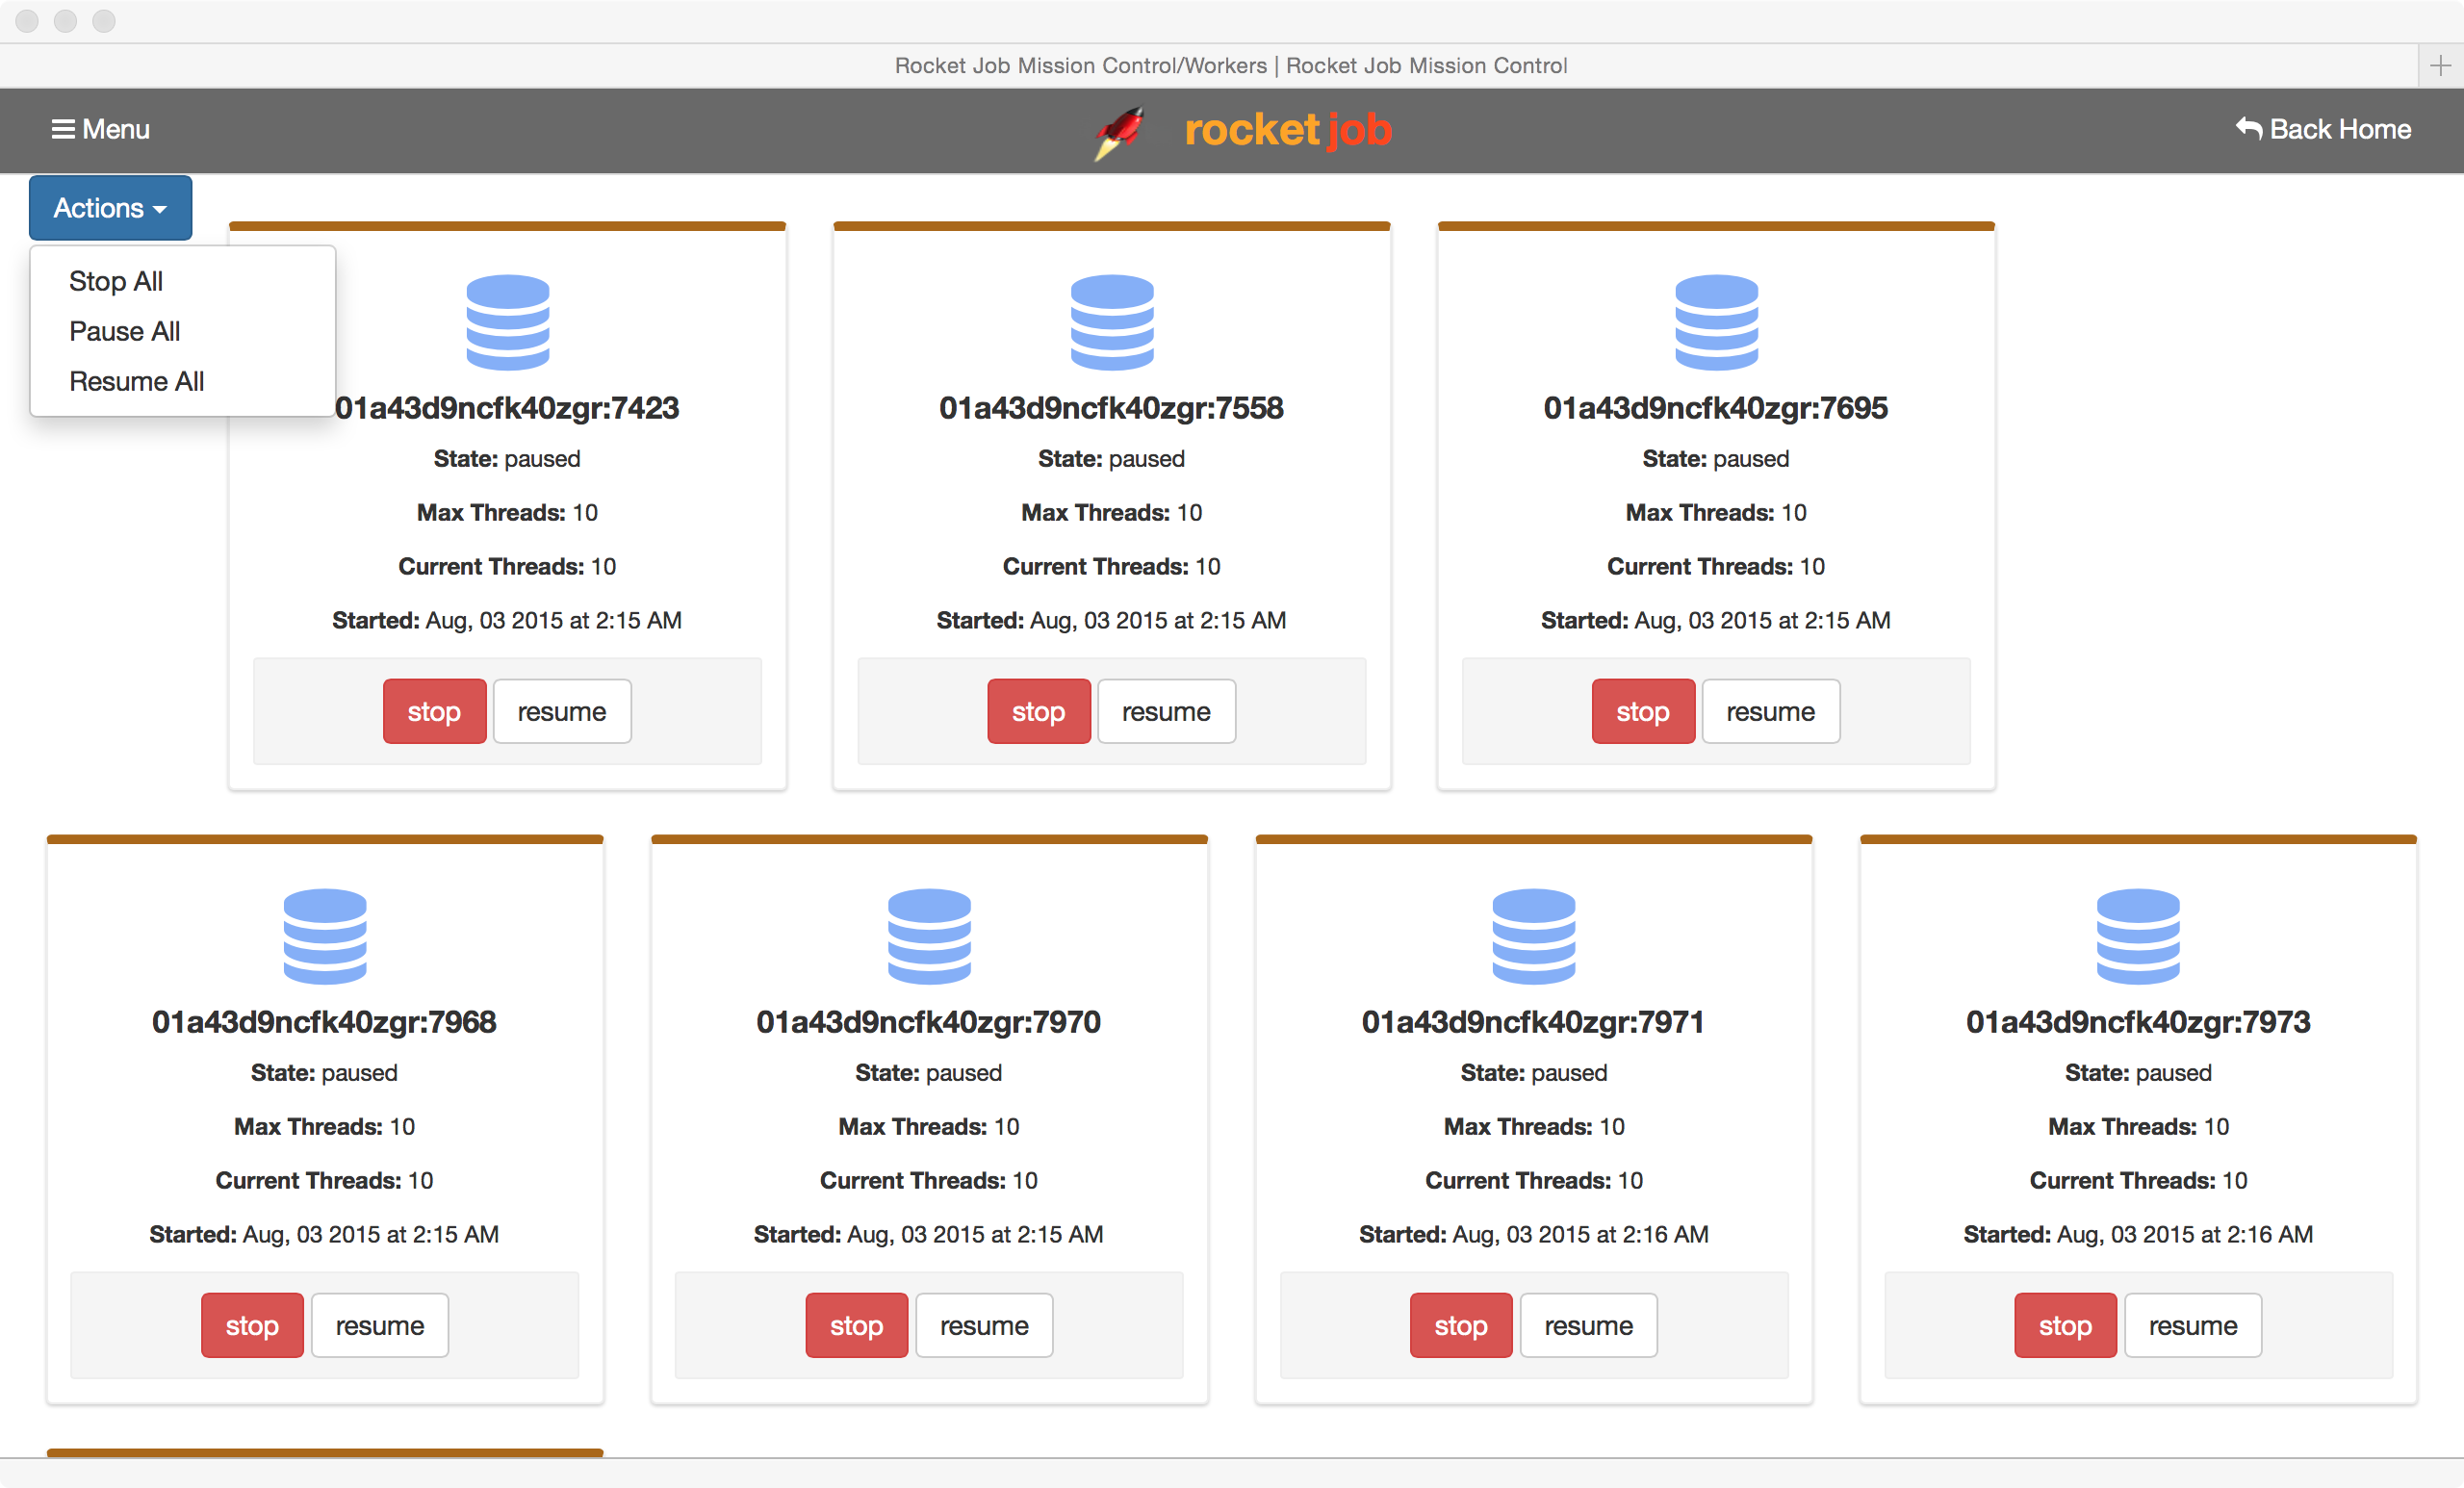 Rocket Job Mission Control/Workers | Rocket Job Mission Control
Menu
rocket job
Back Home
Actions
Stop All
Pause All
Resume All
01a43d9ncfk40zgr:7423
State: paused
Max Threads: 10
Current Threads: 10
Started: Aug, 03 2015 at 2:15 AM
stop resume
01a43d9ncfk40zgr:7558
State: paused
Max Threads: 10
Current Threads: 10
Started: Aug, 03 2015 at 2:15 AM
stop resume
01a43d9ncfk40zgr:7695
State: paused
Max Threads: 10
Current Threads: 10
Started: Aug, 03 2015 at 2:15 AM
stop resume
01a43d9ncfk40zgr:7968
State: paused
Max Threads: 10
Current Threads: 10
Started: Aug, 03 2015 at 2:15 AM
stop resume
01a43d9ncfk40zgr:7970
State: paused
Max Threads: 10
Current Threads: 10
Started: Aug, 03 2015 at 2:15 AM
stop resume
01a43d9ncfk40zgr:7971
State: paused
Max Threads: 10
Current Threads: 10
Started: Aug, 03 2015 at 2:16 AM
stop resume
01a43d9ncfk40zgr:7973
State: paused
Max Threads: 10
Current Threads: 10
Started: Aug, 03 2015 at 2:16 AM
stop resume